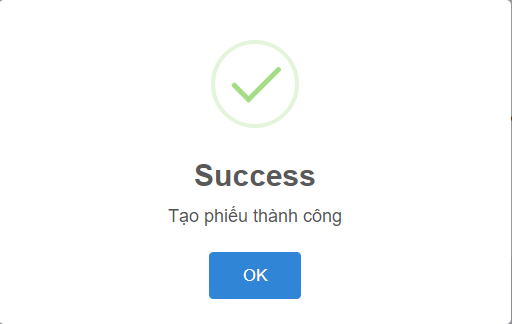 Success
Tạo phiếu thành công
OK